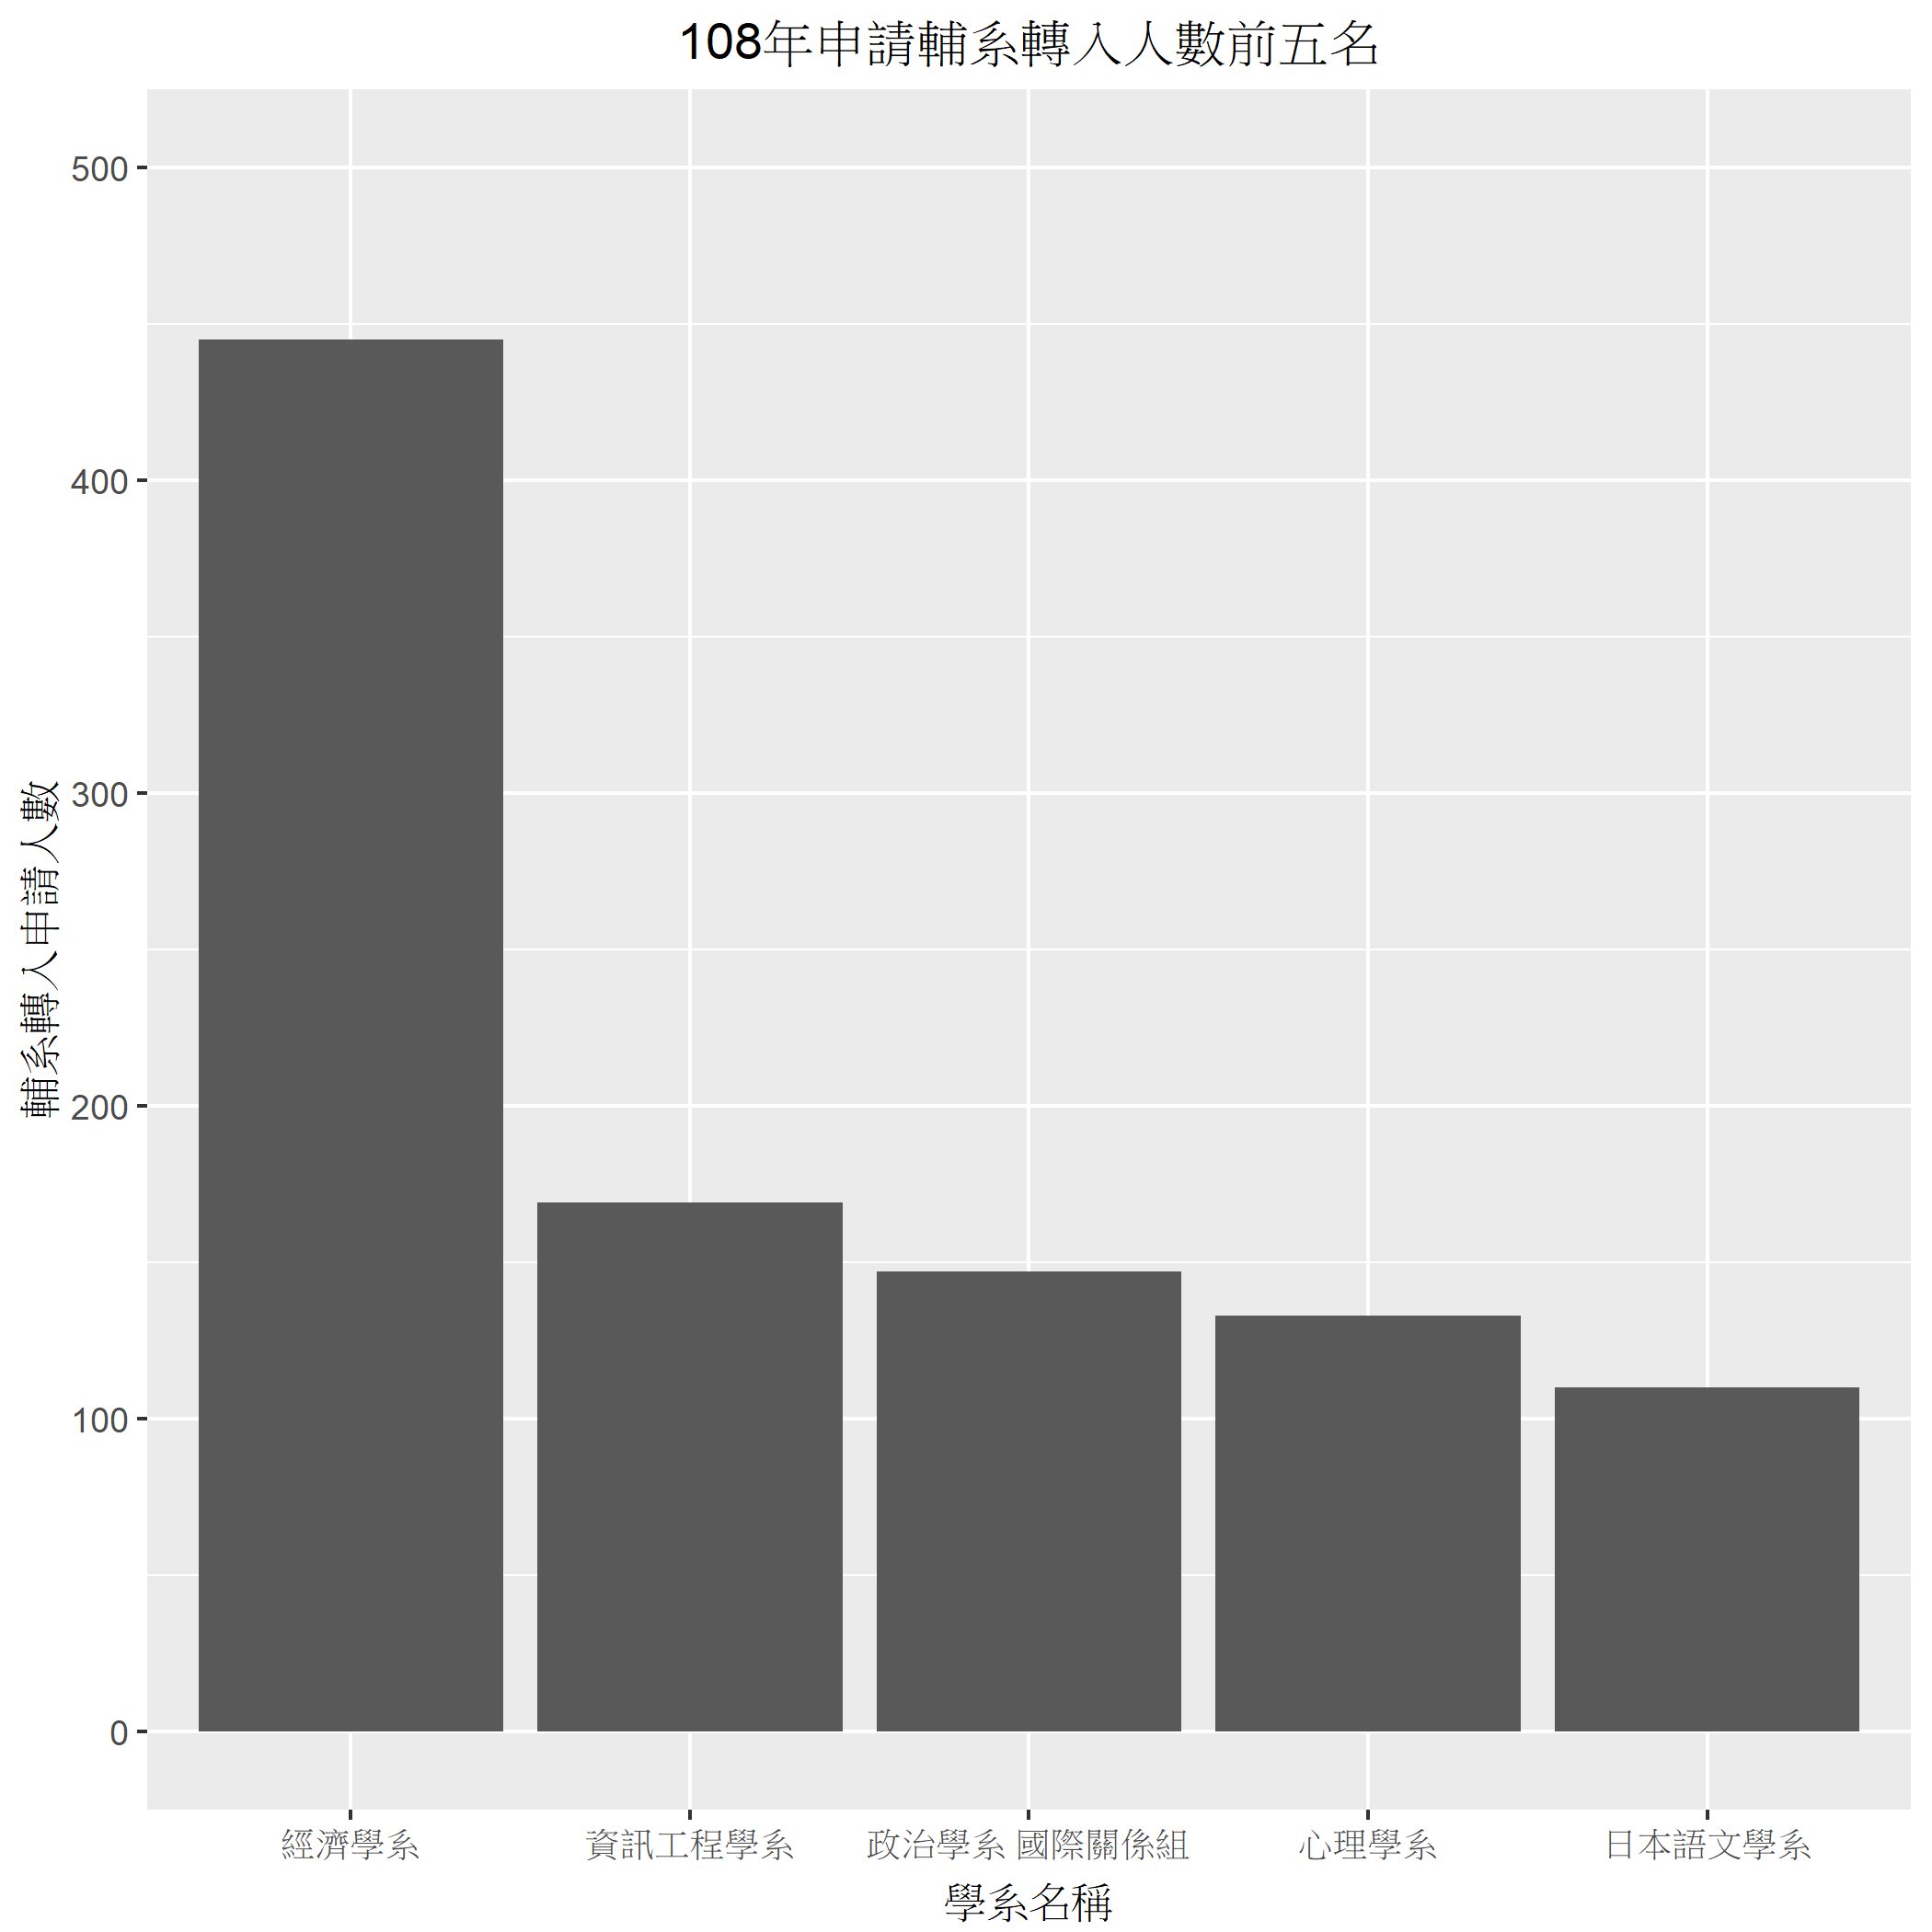 108年申請輔系轉入人數前五名
輔系轉入申請人數
500
400
300
200
100
0
經濟學系
資訊工程學系
政治學系 國際關係組
心理學系
日本語文學系
學系名稱